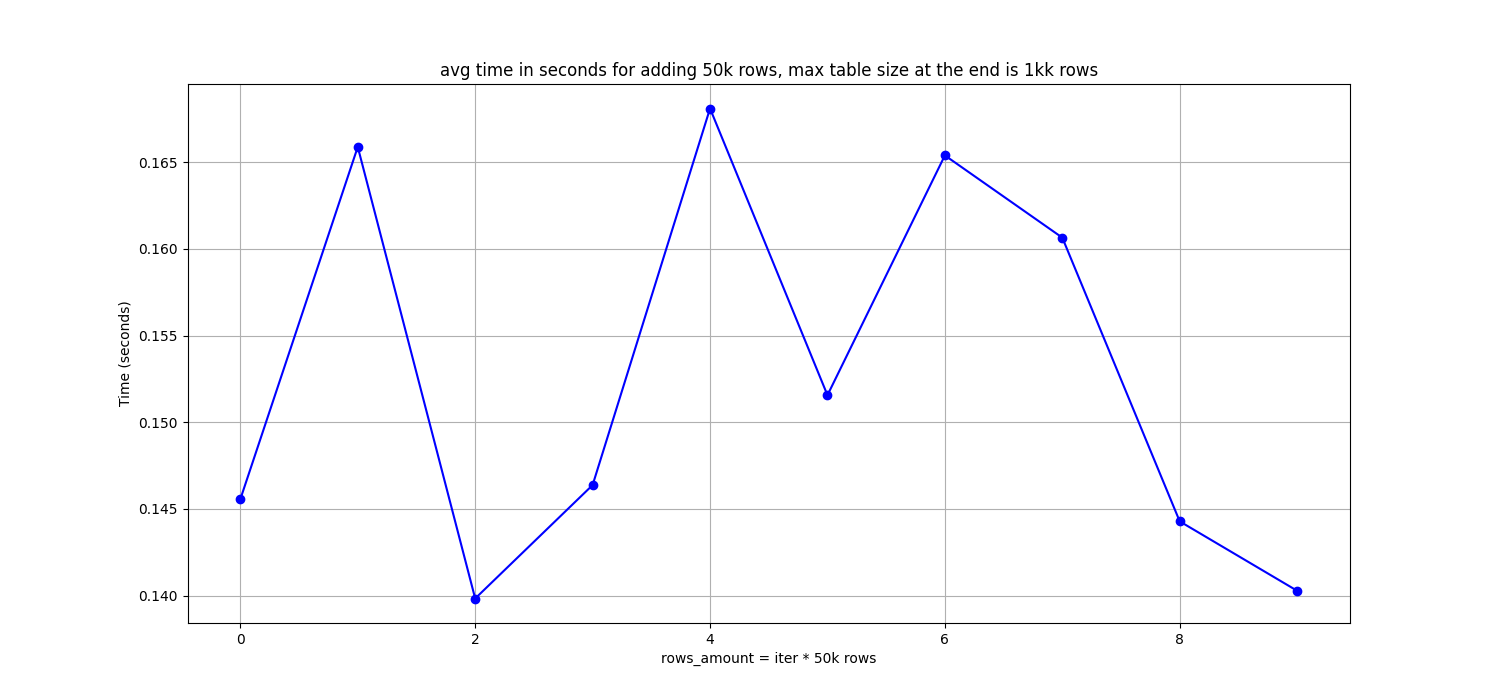 avg time in seconds for adding 50k rows, max table size at the end is 1kk rows
Time (seconds)
0.165
0.160
0.155
0.150
0.145
0.140
0 2 4 6 8
rows_amount = iter * 50k rows